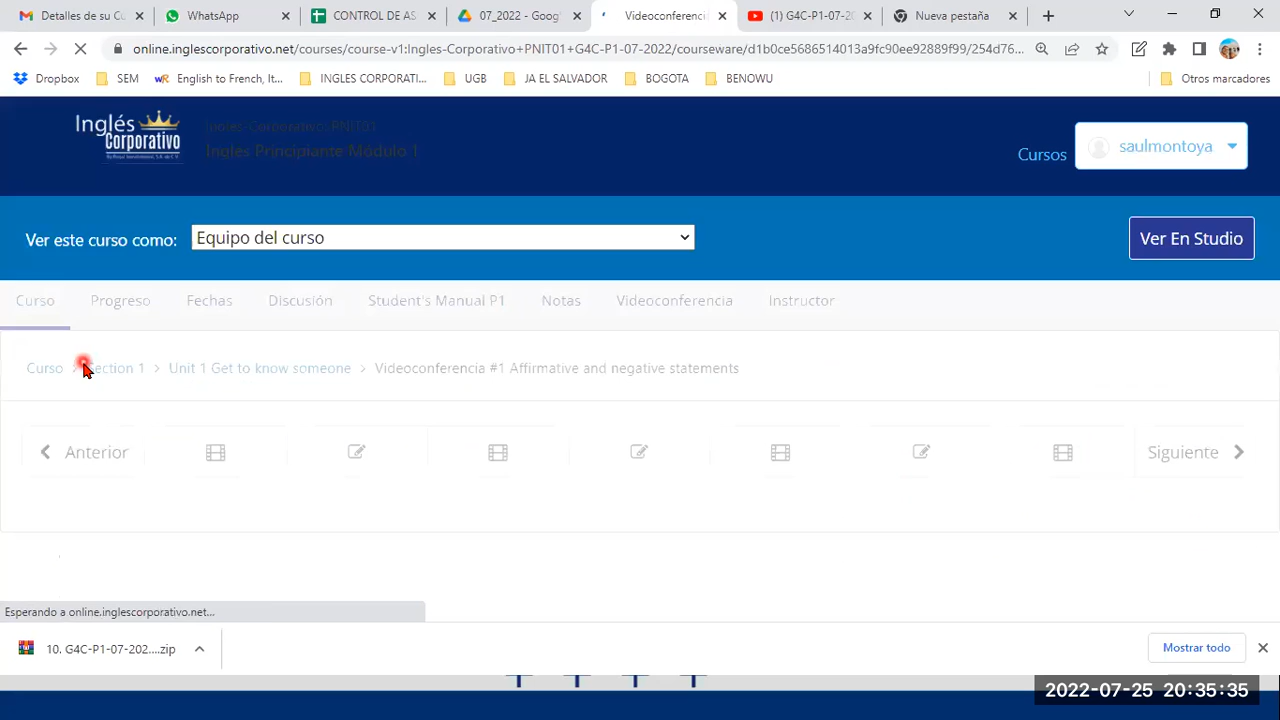 Detalles de su C
WhatsApp
CONTROL DE AS
07_2022 - Goog
Videoconferenci
(1) G4C-P1-07-20
Nueva pestaña
online.inglescorporativo.net/courses/course-v1:Ingles-Corporativo+PNIT01+G4C-P1-07-2022/courseware/d1b0ce5686514013a9fc90ee92889f99/254d76...
Dropbox
SEM
English to French, It...
INGLES CORPORATI...
UGB
JA EL SALVADOR
BOGOTA
BENOWU
Otros marcadores
Inglés
Corporativo
Ingles-Corporativo: PNIT01
Ingles Principiante Módulo 1
Cursos
saulmontoya
Ver este curso como:
Equipo del curso
Ver En Studio
Curso
Progreso
Fechas
Discusión
Student's Manual P1
Notas
Videoconferencia
Instructor
Curso > Section 1 > Unit 1 Get to know someone > Videoconferencia #1 Affirmative and negative statements
Anterior
Siguiente
Esperando a online.inglescorporativo.net...
10. G4C-P1-07-202....zip
Mostrar todo
2022-07-25 20:35:35